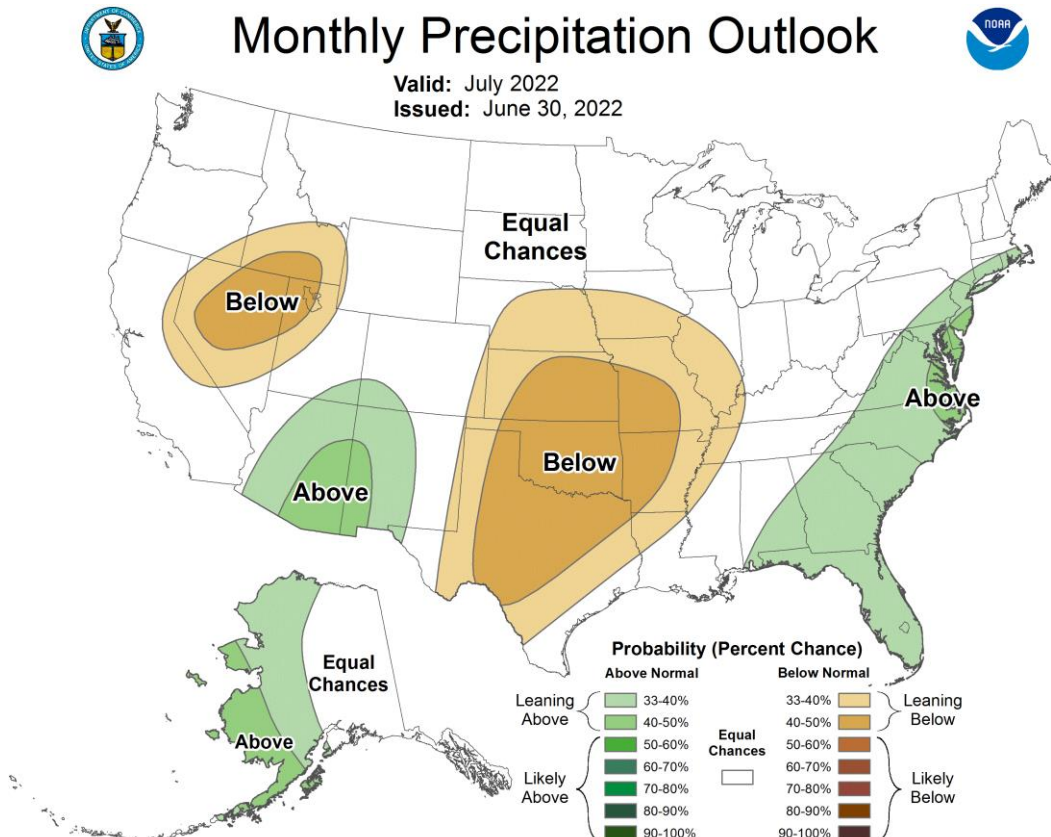 Monthly Precipitation Outlook
NOAA
Valid: July 2022
Issued: June 30, 2022
Equal
Chances
Below
Above
Above
Below
Equal
Chances
Above
Probability (Percent Chance)
Above Normal
Below Normal
Leaning
Above
33-40%
40-50%
50-60%
60-70%
70-80%
80-90%
90-100%
Likely
Above
Equal
Chances
33-40%
40-50%
50-60%
60-70%
70-80%
80-90%
90-100%
Leaning
Below
Likely
Below